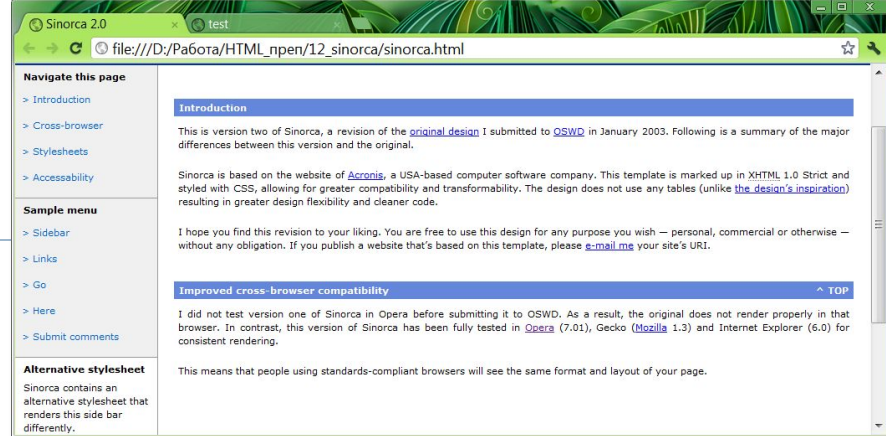 Sinorca 2.0
test
file:///D:/Работа/HTML_преп/12_sinorca/sinorca.html
Navigate this page
> Introduction
> Cross-browser
> Stylesheets
> Accessability
Sample menu
> Sidebar
> Links
> Go
> Here
> Submit comments
Alternative stylesheet
Sinorca contains an
alternative stylesheet that
renders this side bar
differently.
Introduction
This is version two of Sinorca, a revision of the original design I submitted to OSWD in January 2003. Following is a summary of the major
differences between this version and the original.
Sinorca is based on the website of Acronis, a USA-based computer software company. This template is marked up in XHTML 1.0 Strict and
styled with CSS, allowing for greater compatibility and transformability. The design does not use any tables (unlike the design's inspiration)
resulting in greater design flexibility and cleaner code.
I hope you find this revision to your liking. You are free to use this design for any purpose you wish — personal, commercial or otherwise —
without any obligation. If you publish a website that's based on this template, please e-mail me your site's URI.
Improved cross-browser compatibility ^ TOP
I did not test version one of Sinorca in Opera before submitting it to OSWD. As a result, the original does not render properly in that
browser. In contrast, this version of Sinorca has been fully tested in Opera (7.01), Gecko (Mozilla 1.3) and Internet Explorer (6.0) for
consistent rendering.
This means that people using standards-compliant browsers will see the same format and layout of your page.